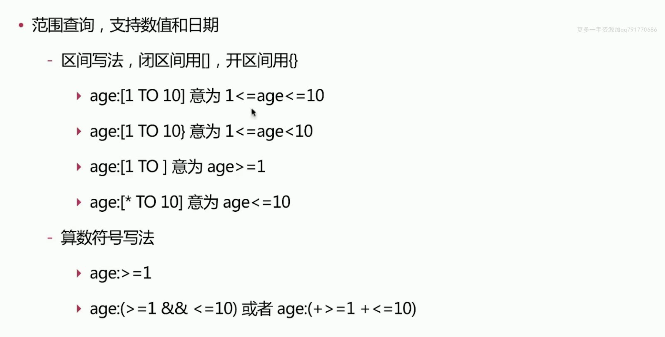 • 范围查询，支持数值和日期
- 区间写法，闭区间用[]，开区间用{}
age:[1 TO 10] 意为 1<=age<=10
age:[1 TO 10} 意为 1<=age<10
age:[1 TO ] 意为 age>=1
age:[* TO 10] 意为 age<=10
- 算数符号写法
age:>=1
age:(>=1 && <=10) 或者 age:(+>=1 +<=10)